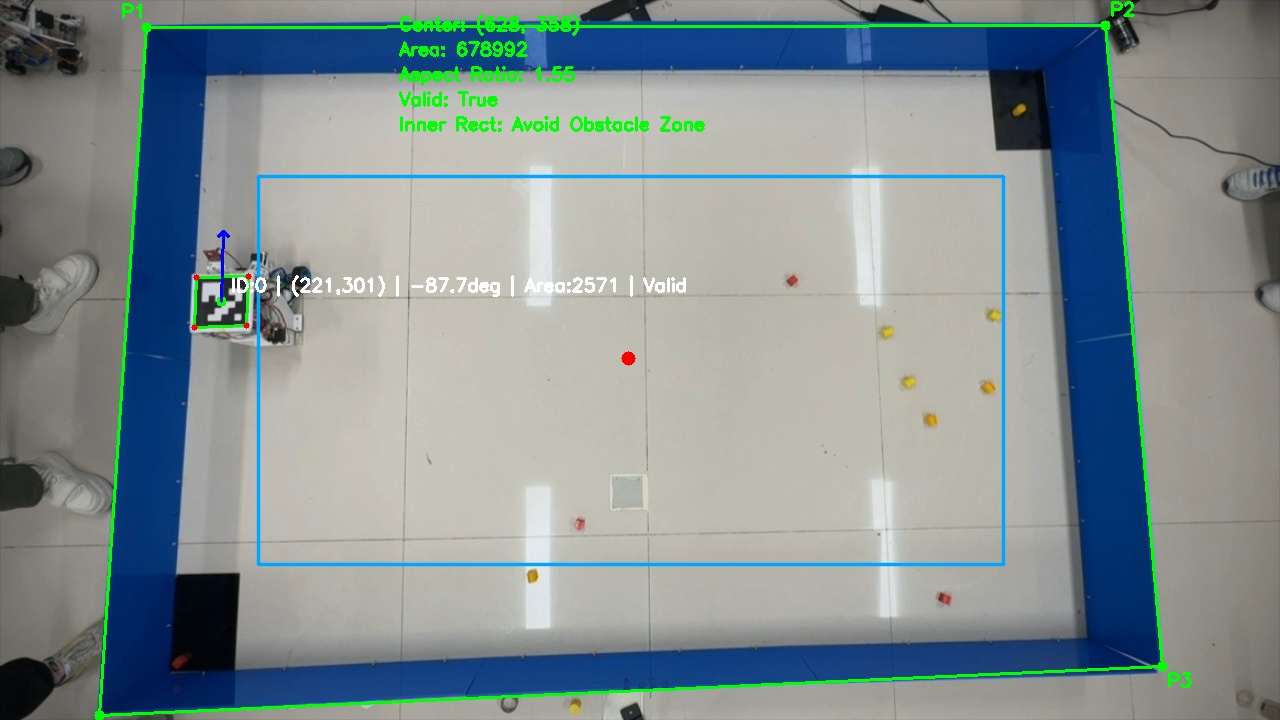 P1
P2
Center: (628, 358)
Area: 678992
Aspect Ratio: 1.55
Valid: True
Inner Rect: Avoid Obstacle Zone
ID:0 | (221,301) | -87.7deg | Area:2571 | Valid
P3